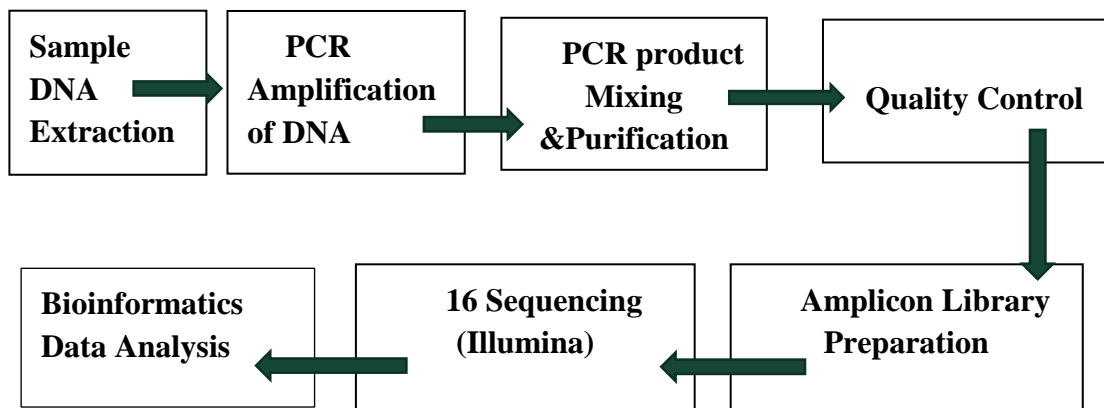 Sample
DNA
Extraction
PCR
Amplification
of DNA
PCR product
Mixing
&Purification
Quality Control
Amplicon Library
Preparation
16 Sequencing
(Illumina)
Bioinformatics
Data Analysis